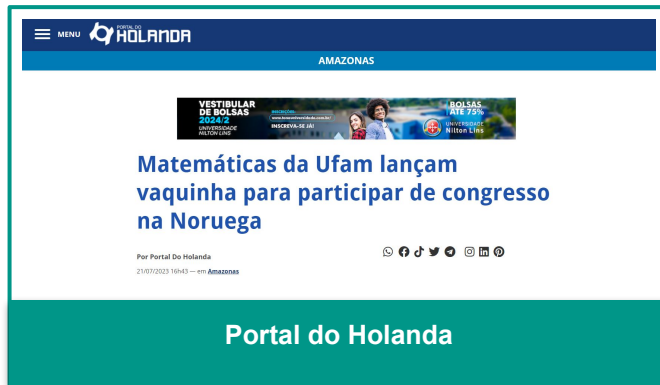 MENU
PORTAL DO
HOLANDA
AMAZONAS
VESTIBULAR
DE BOLSAS
2024/2
UNIVERSIDADE
NILTON LINS
INSCRIÇÕES:
INSCREVA-SE JÁ!
BOLSAS
ATÉ 75%
UNIVERSIDADE
Nilton Lins
Matemáticas da Ufam lançam
vaquinha para participar de congresso
na Noruega
Por Portal Do Holanda
21/07/2023 16h43 — em Amazonas
Portal do Holanda